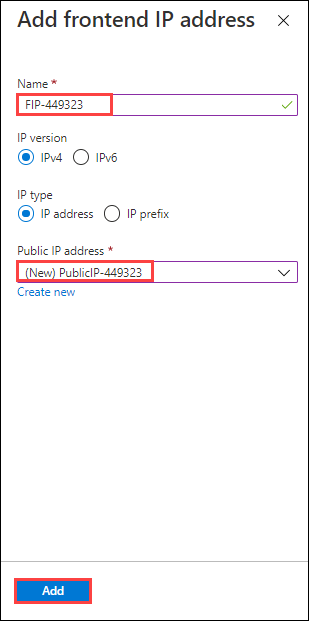 Add frontend IP address
Name *
FIP-449323
IP version
IPv4 IPv6
IP type
IP address IP prefix
Public IP address *
(New) PublicIP-449323
Create new
Add